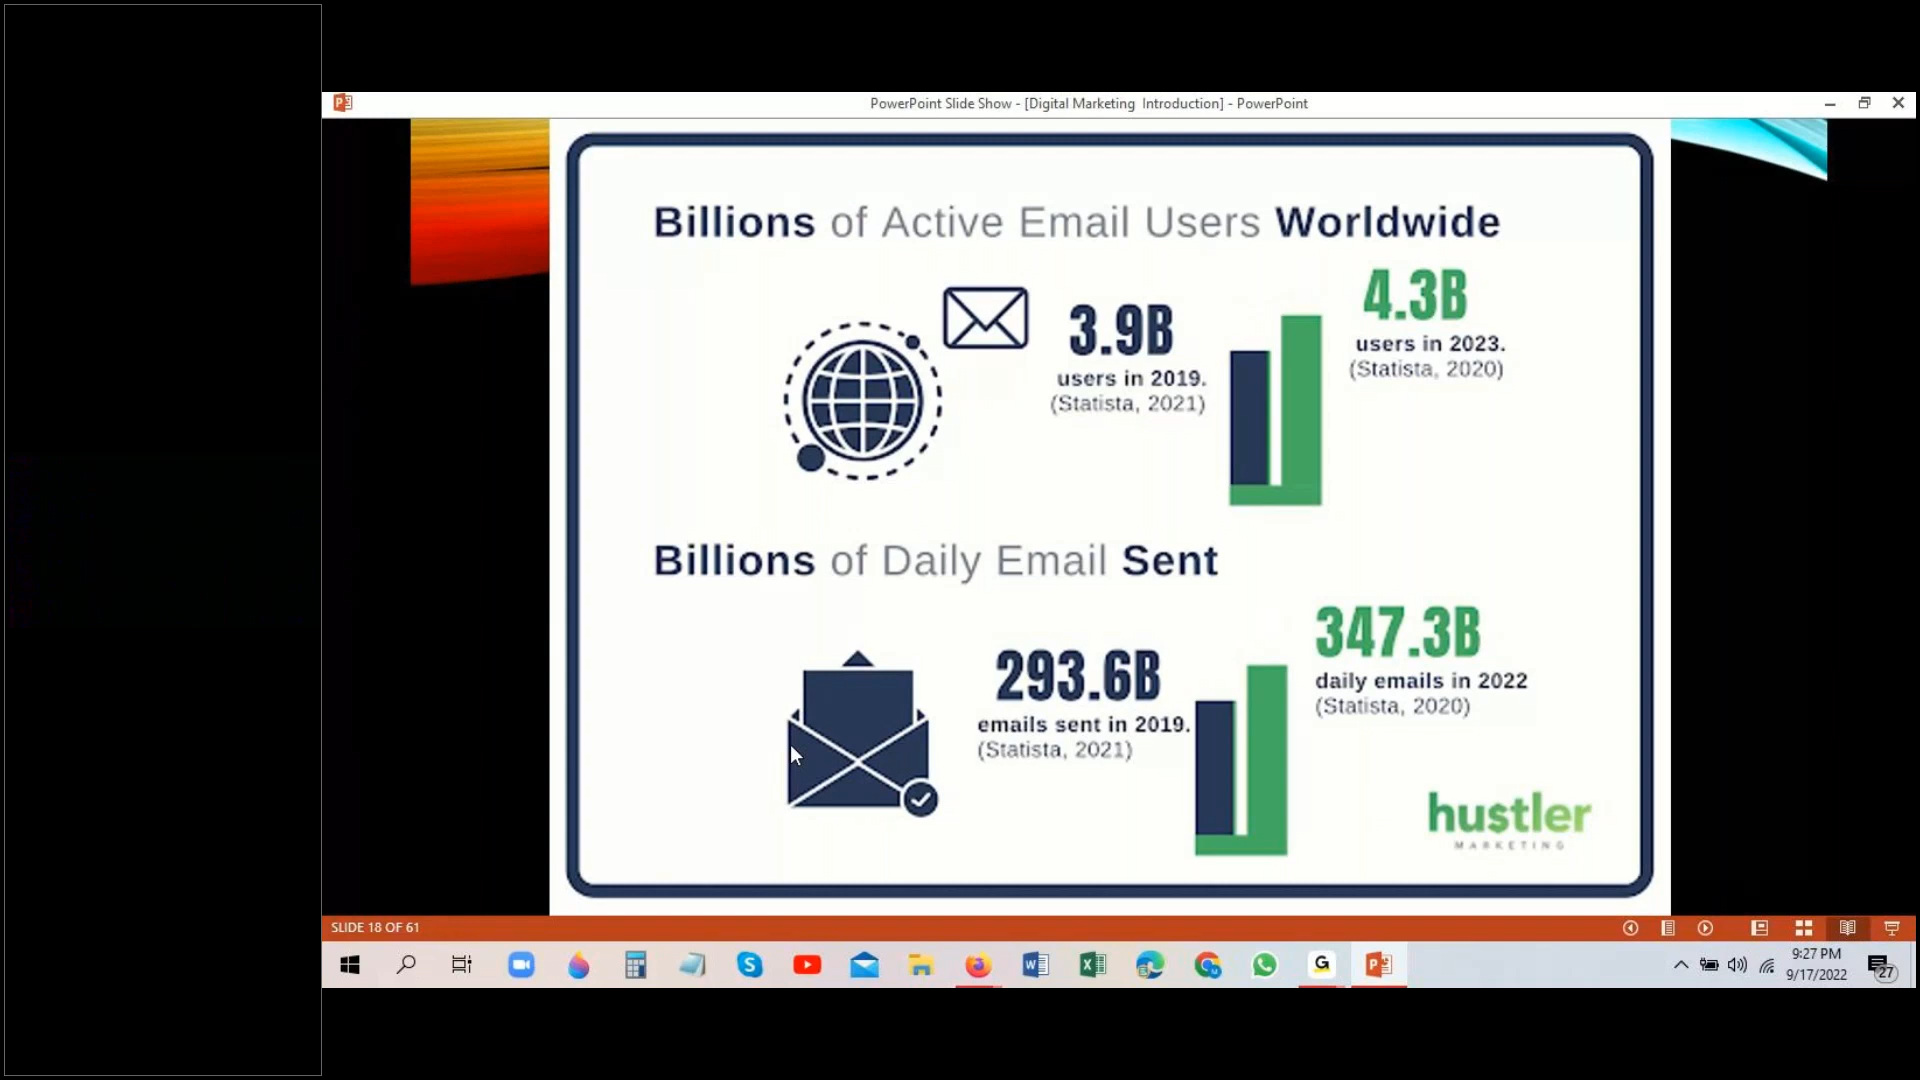 PowerPoint Slide Show - [Digital Marketing  Introduction] - PowerPoint
Billions of Active Email Users Worldwide
3.9B
users in 2019.
(Statista, 2021)
4.3B
users in 2023.
(Statista, 2020)
Billions of Daily Email Sent
293.6B
emails sent in 2019.
(Statista, 2021)
347.3B
daily emails in 2022
(Statista, 2020)
hu$tler
MARKETING
SLIDE 18 OF 61
9:27 PM
9/17/2022
27